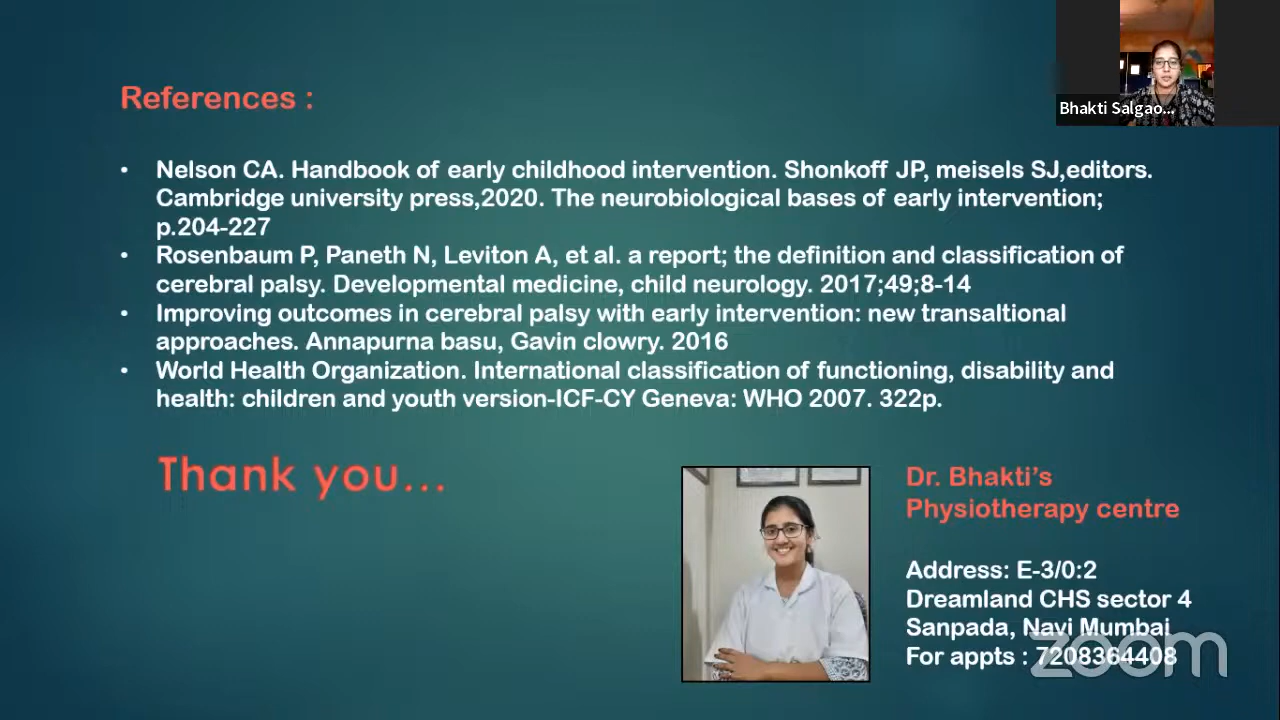 References :
• Nelson CA. Handbook of early childhood intervention. Shonkoff JP, meisels SJ,editors.
Cambridge university press,2020. The neurobiological bases of early intervention;
p.204-227
• Rosenbaum P, Paneth N, Leviton A, et al. a report; the definition and classification of
cerebral palsy. Developmental medicine, child neurology. 2017;49;8-14
• Improving outcomes in cerebral palsy with early intervention: new transaltional
approaches. Annapurna basu, Gavin clowry. 2016
• World Health Organization. International classification of functioning, disability and
health: children and youth version-ICF-CY Geneva: WHO 2007. 322p.
Thank you...
Dr. Bhakti’s
Physiotherapy centre
Address: E-3/0:2
Dreamland CHS sector 4
Sanpada, Navi Mumbai
For appts : 7208364408
zoom
Bhakti Salgao...